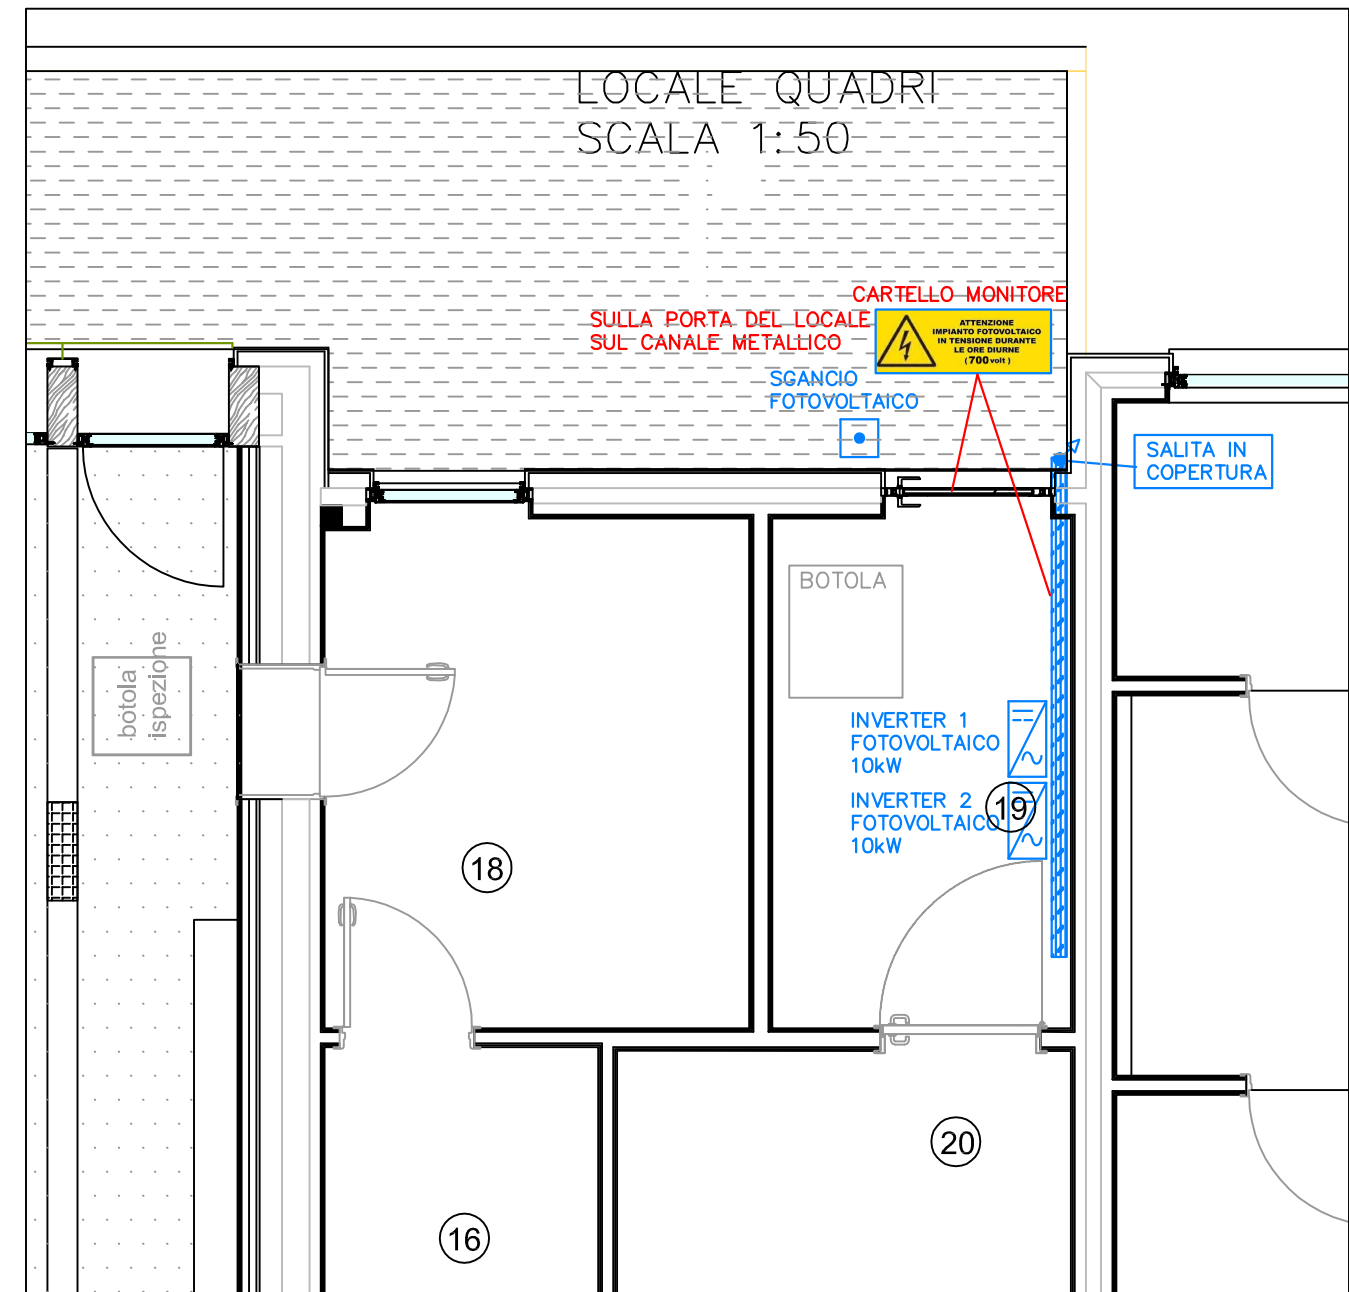 LOCALE QUADRI
SCALA 1:50
CARTELLO MONITORE
SULLA PORTA DEL LOCALE
SUL CANALE METALLICO
ATTENZIONE
IMPIANTO FOTOVOLTAICO
IN TENSIONE DURANTE
LE ORE DIURNE
(700 volt )
SGANCIO
FOTOVOLTAICO
SALITA IN
COPERTURA
BOTOLA
botola
ispezione
INVERTER 1
FOTOVOLTAICO
10kW
INVERTER 2
FOTOVOLTAICO
10kW
19
18
20
16